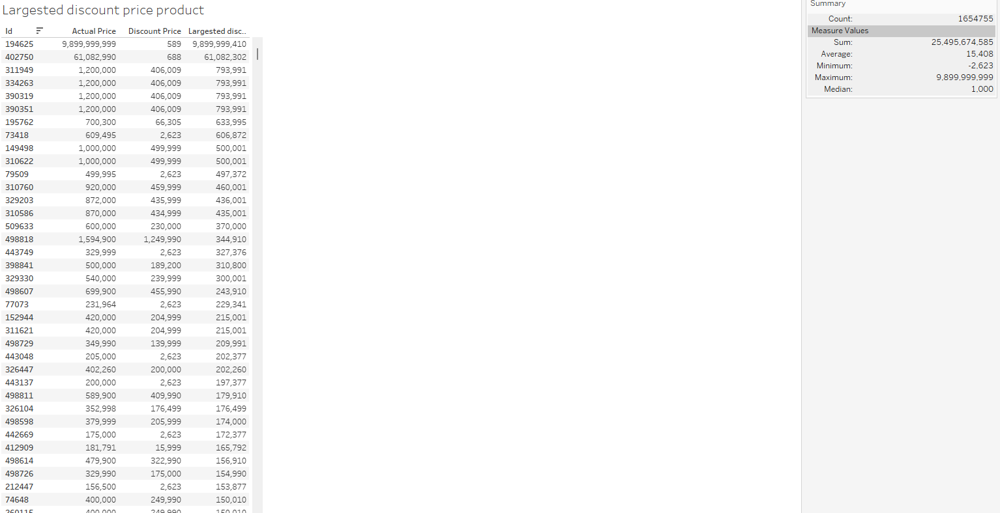 Largested discount price product
Id Actual Price Discount Price Largested disc..
194625 9,899,999,999 589 9,899,999,410
402750 61,082,990 688 61,082,302
311949 1,200,000 406,009 793,991
334263 1,200,000 406,009 793,991
390319 1,200,000 406,009 793,991
390351 1,200,000 406,009 793,991
195762 700,300 66,305 633,995
73418 609,495 2,623 606,872
149498 1,000,000 499,999 500,001
310622 1,000,000 499,999 500,001
79509 499,995 2,623 497,372
310760 920,000 459,999 460,001
329203 872,000 435,999 436,001
310586 870,000 434,999 435,001
509633 600,000 230,000 370,000
498818 1,594,900 1,249,990 344,910
443749 329,999 2,623 327,376
398841 500,000 189,200 310,800
329330 540,000 239,999 300,001
498607 699,900 455,990 243,910
77073 231,964 2,623 229,341
152944 420,000 204,999 215,001
311621 420,000 204,999 215,001
498729 349,990 139,999 209,991
443048 205,000 2,623 202,377
326447 402,260 200,000 202,260
443137 200,000 2,623 197,377
498811 589,900 409,990 179,910
326104 352,998 176,499 176,499
498598 379,999 205,999 174,000
442669 175,000 2,623 172,377
412909 181,791 15,999 165,792
498614 479,900 322,990 156,910
498726 329,990 175,000 154,990
212447 156,500 2,623 153,877
74648 400,000 249,990 150,010
260115 400,000 249,990 150,010
Summary
Count: 1654755
Measure Values
Sum: 25,495,674,585
Average: 15,408
Minimum: -2,623
Maximum: 9,899,999,999
Median: 1,000